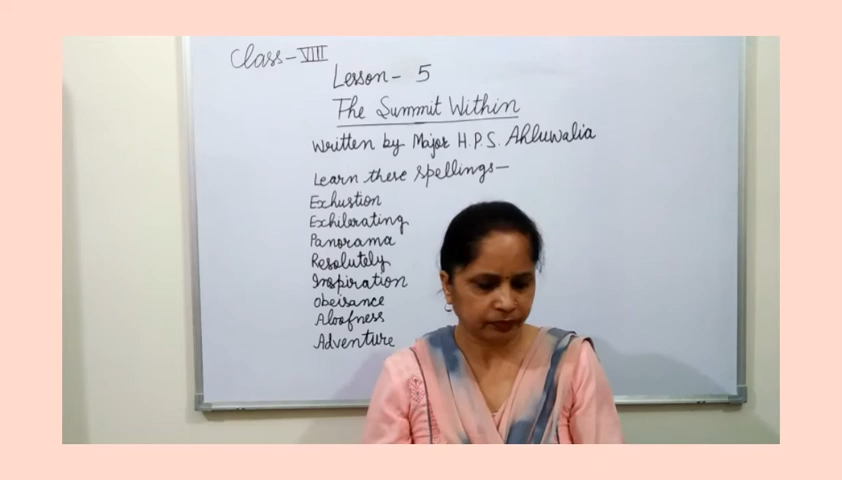 Class-VIII
Lesson- 5
The Summit Within
Written by Major H.P.S. Ahluwalia
Learn these spellings-
Exhustion
Exhilerating
Panorama
Resolutely
Inspiration
Obeisance
Aloofness
Adventure